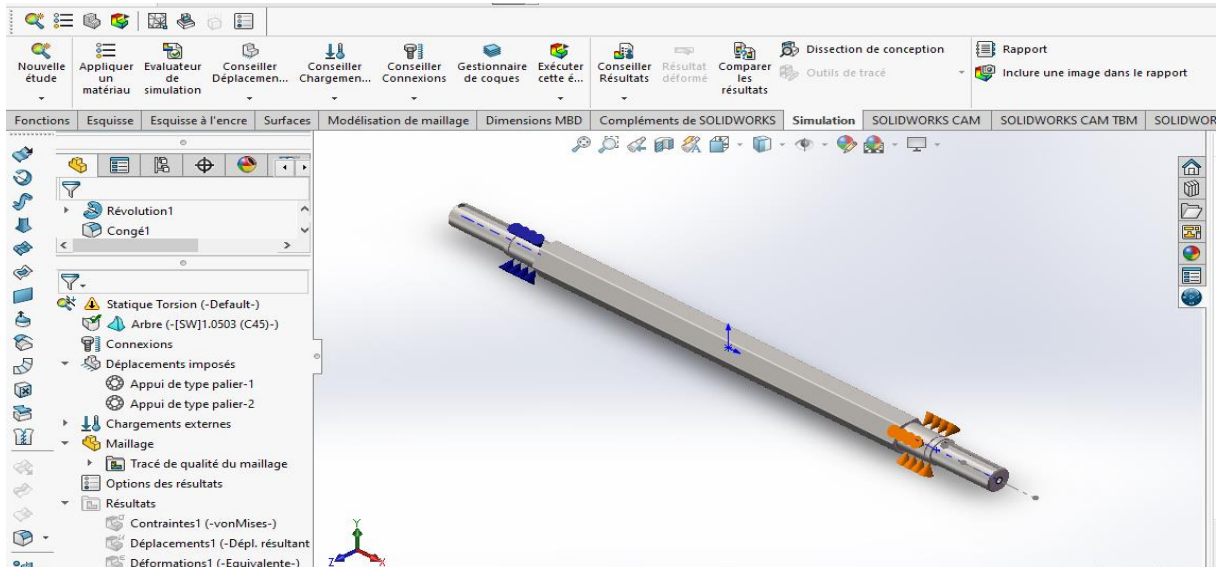 Nouvelle étude
Appliquer un matériau
Evaluateur de simulation
Conseiller Déplacemen...
Conseiller Chargemen...
Conseiller Connexions
Gestionnaire de coques
Exécuter cette é...
Conseiller Résultats
Résultat déformé
Comparer les résultats
Dissection de conception
Outils de tracé
Rapport
Inclure une image dans le rapport
Fonctions Esquisse Esquisse à l'encre Surfaces Modélisation de maillage Dimensions MBD Compléments de SOLIDWORKS Simulation SOLIDWORKS CAM SOLIDWORKS CAM TBM SOLIDWOR
Révolution1
Congé1
Statique Torsion (-Default-)
Arbre (-[SW]1.0503 (C45)-)
Connexions
Déplacements imposés
Appui de type palier-1
Appui de type palier-2
Chargements externes
Maillage
Tracé de qualité du maillage
Options des résultats
Résultats
Contraintes1 (-vonMises-)
Déplacements1 (-Dépl. résultant
Déformations1 (-Equivalente-)
Y
Z
X